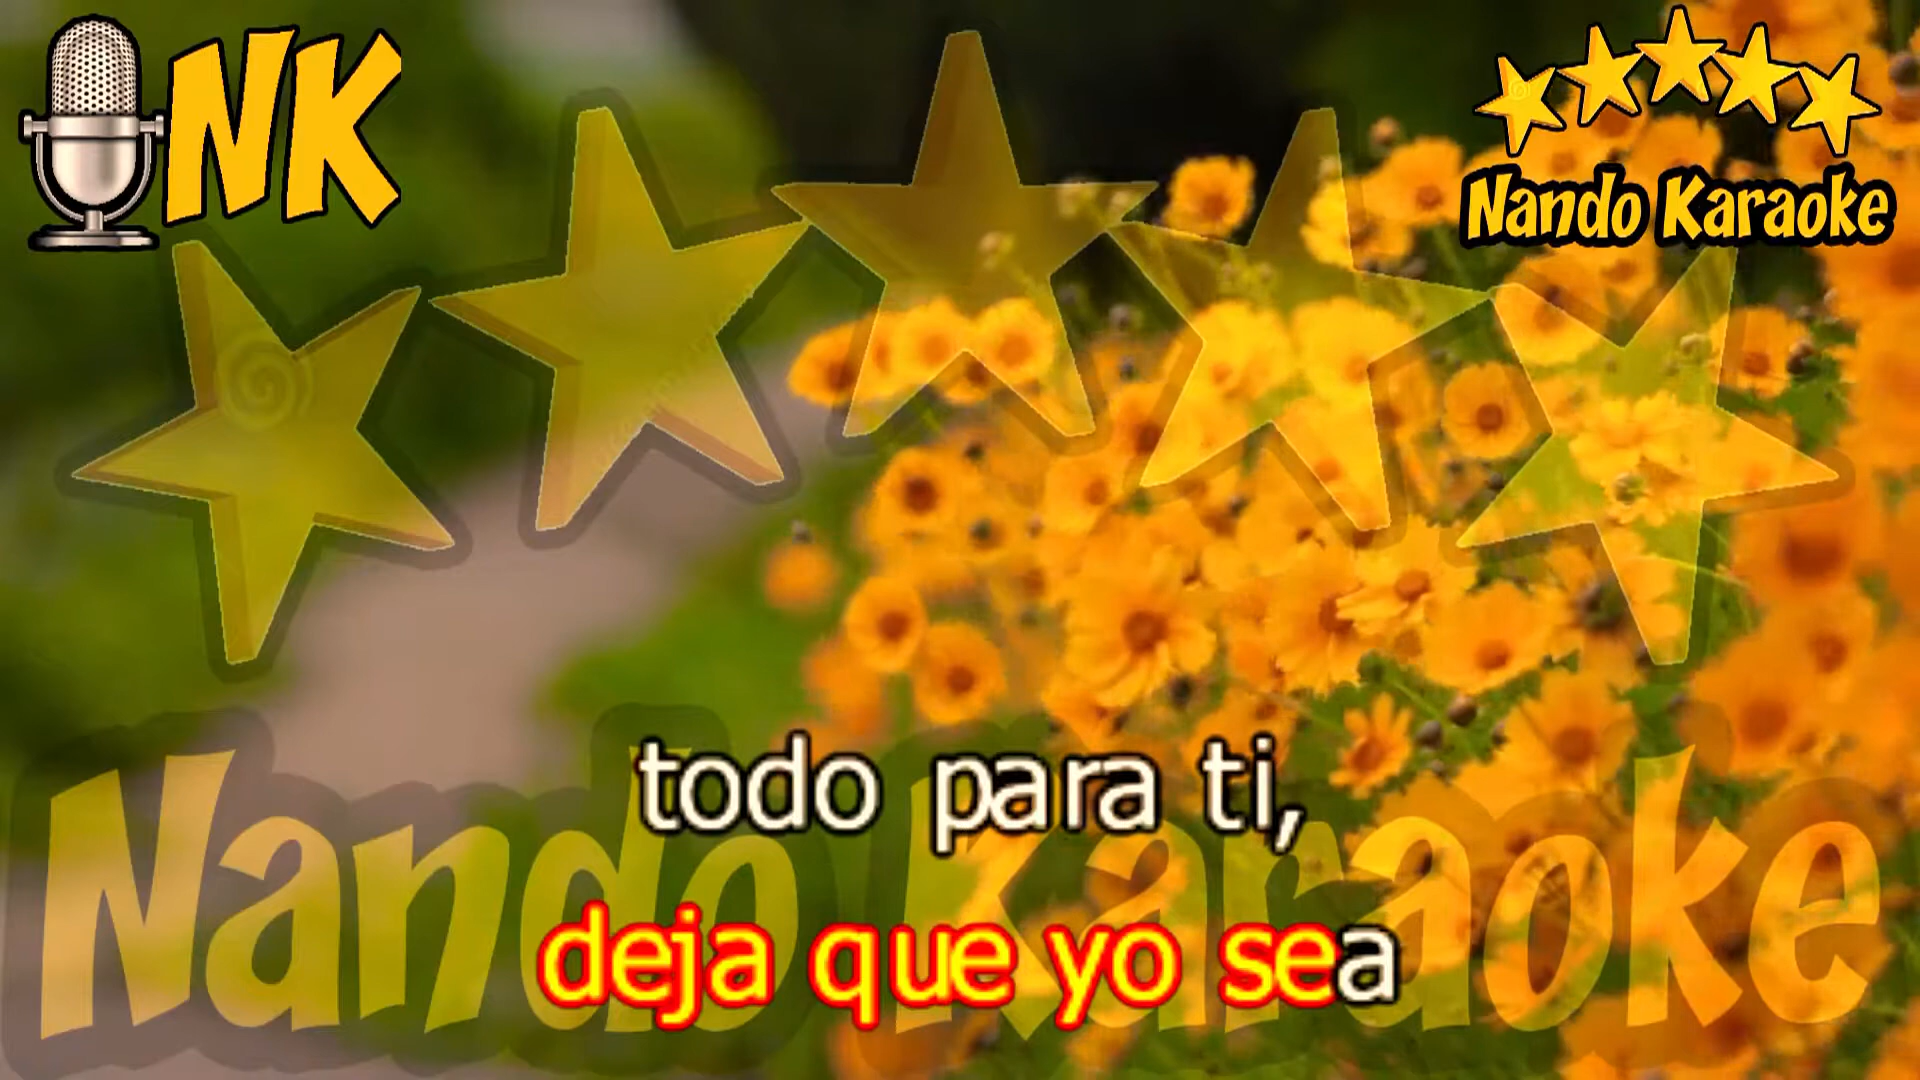 NK
Nando Karaoke
todo para ti,
Nando Karaoke
deja que yo sea